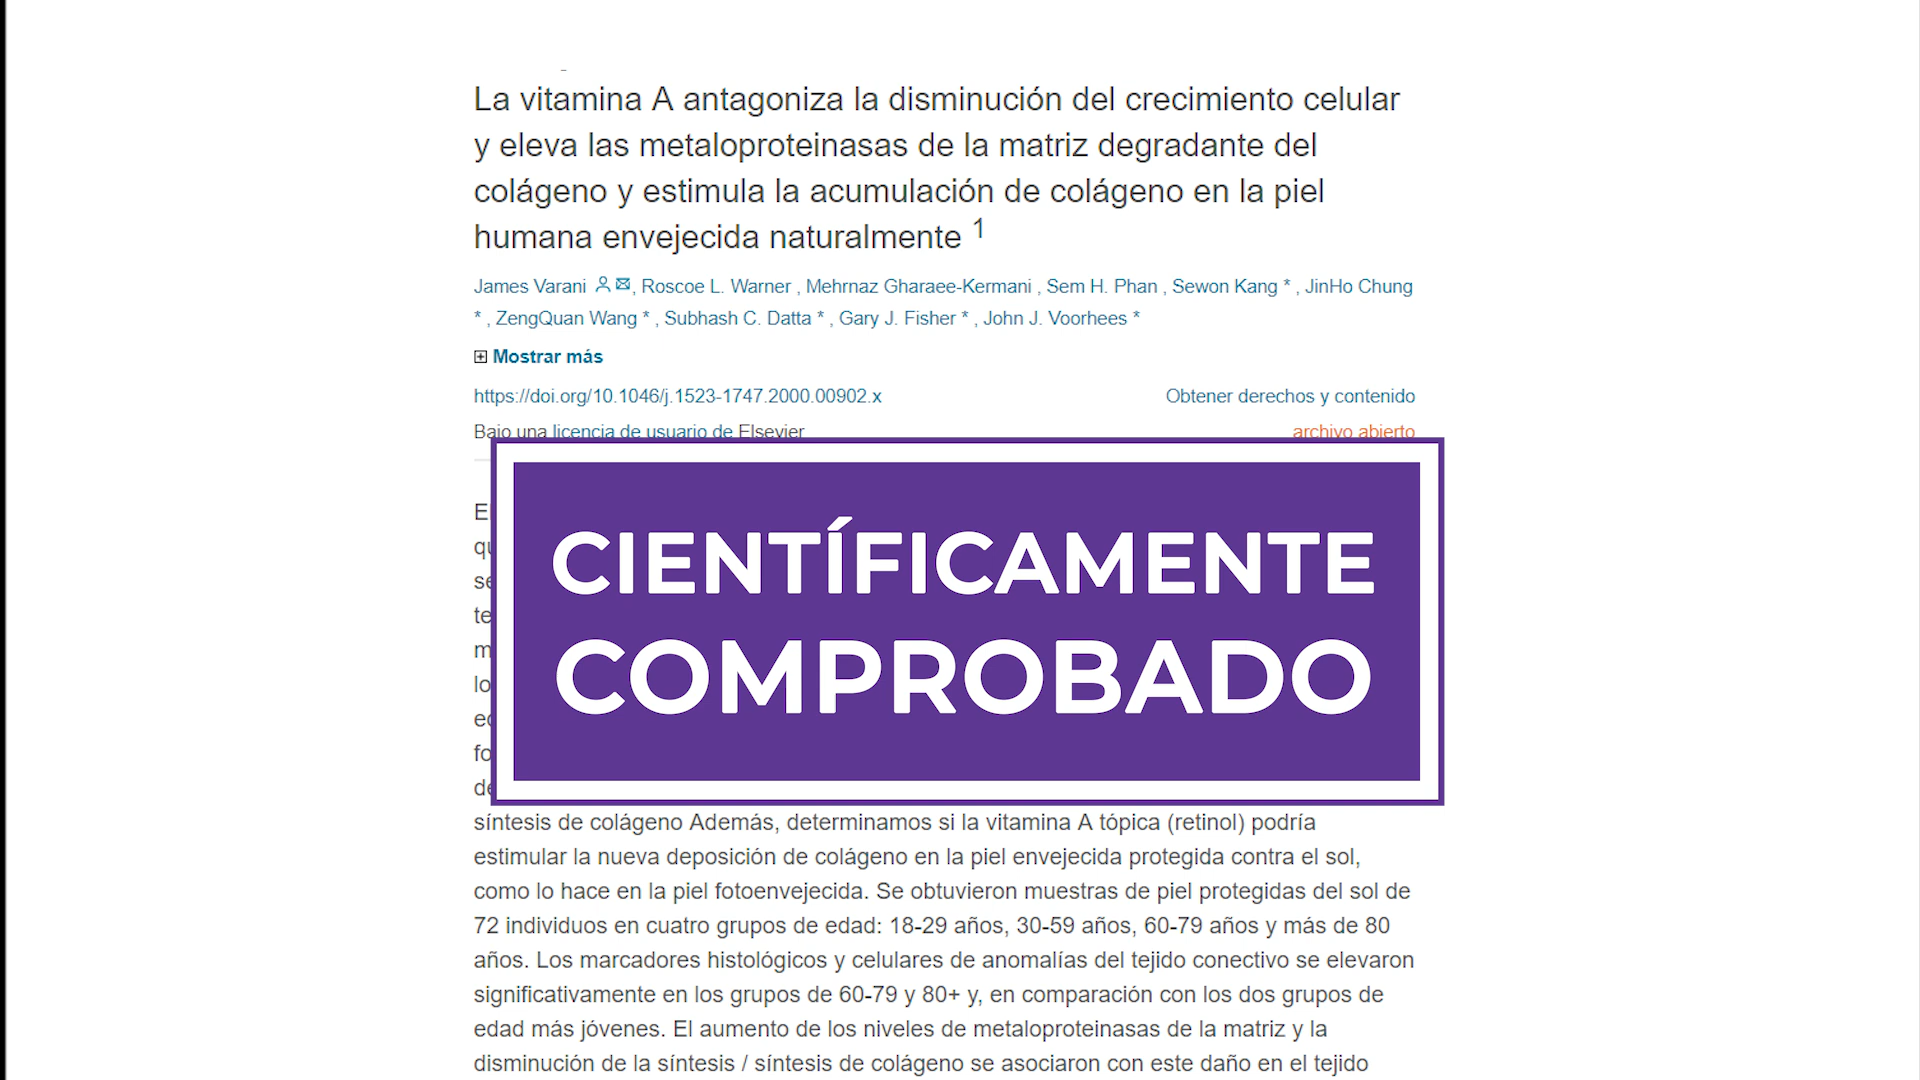 La vitamina A antagoniza la disminución del crecimiento celular
y eleva las metaloproteinasas de la matriz degradante del
colágeno y estimula la acumulación de colágeno en la piel
humana envejecida naturalmente 1
James Varani , Roscoe L. Warner , Mehrnaz Gharaee-Kermani , Sem H. Phan , Sewon Kang * , JinHo Chung
* , ZengQuan Wang * , Subhash C. Datta * , Gary J. Fisher * , John J. Voorhees *
Mostrar más
https://doi.org/10.1046/j.1523-1747.2000.00902.x Obtener derechos y contenido
Bajo una licencia de usuario de Elsevier archivo abierto
CIENTÍFICAMENTE
COMPROBADO
síntesis de colágeno Además, determinamos si la vitamina A tópica (retinol) podría
estimular la nueva deposición de colágeno en la piel envejecida protegida contra el sol,
como lo hace en la piel fotoenvejecida. Se obtuvieron muestras de piel protegidas del sol de
72 individuos en cuatro grupos de edad: 18-29 años, 30-59 años, 60-79 años y más de 80
años. Los marcadores histológicos y celulares de anomalías del tejido conectivo se elevaron
significativamente en los grupos de 60-79 y 80+ y, en comparación con los dos grupos de
edad más jóvenes. El aumento de los niveles de metaloproteinasas de la matriz y la
disminución de la síntesis / síntesis de colágeno se asociaron con este daño en el tejido